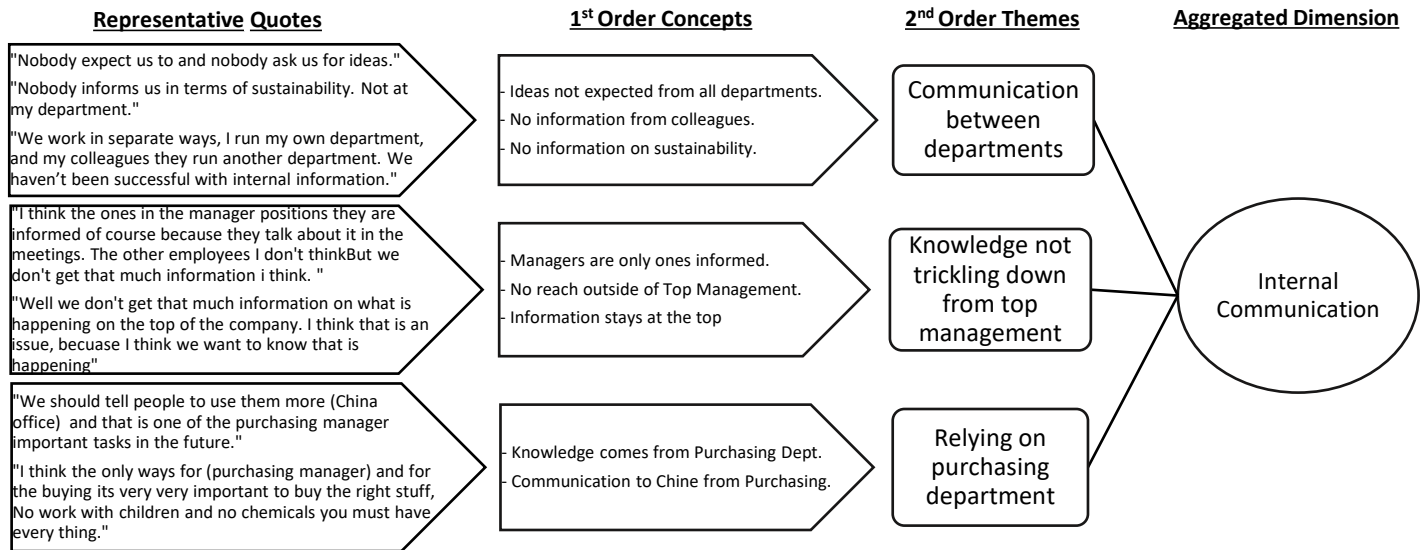 Representative Quotes
1st Order Concepts
2nd Order Themes
Aggregated Dimension
"Nobody expect us to and nobody ask us for ideas."
"Nobody informs us in terms of sustainability. Not at
my department."
"We work in separate ways, I run my own department,
and my colleagues they run another department. We
haven’t been successful with internal information."
- Ideas not expected from all departments.
- No information from colleagues.
- No information on sustainability.
Communication
between
departments
"I think the ones in the manager positions they are
informed of course because they talk about it in the
meetings. The other employees I don't thinkBut we
don't get that much information i think. "
"Well we don't get that much information on what is
happening on the top of the company. I think that is an
issue, becuase I think we want to know that is
happening"
- Managers are only ones informed.
- No reach outside of Top Management.
- Information stays at the top
Knowledge not
trickling down
from top
management
Internal
Communication
"We should tell people to use them more (China
office)  and that is one of the purchasing manager
important tasks in the future."
"I think the only ways for (purchasing manager) and for
the buying its very very important to buy the right stuff,
No work with children and no chemicals you must have
every thing."
- Knowledge comes from Purchasing Dept.
- Communication to Chine from Purchasing.
Relying on
purchasing
department